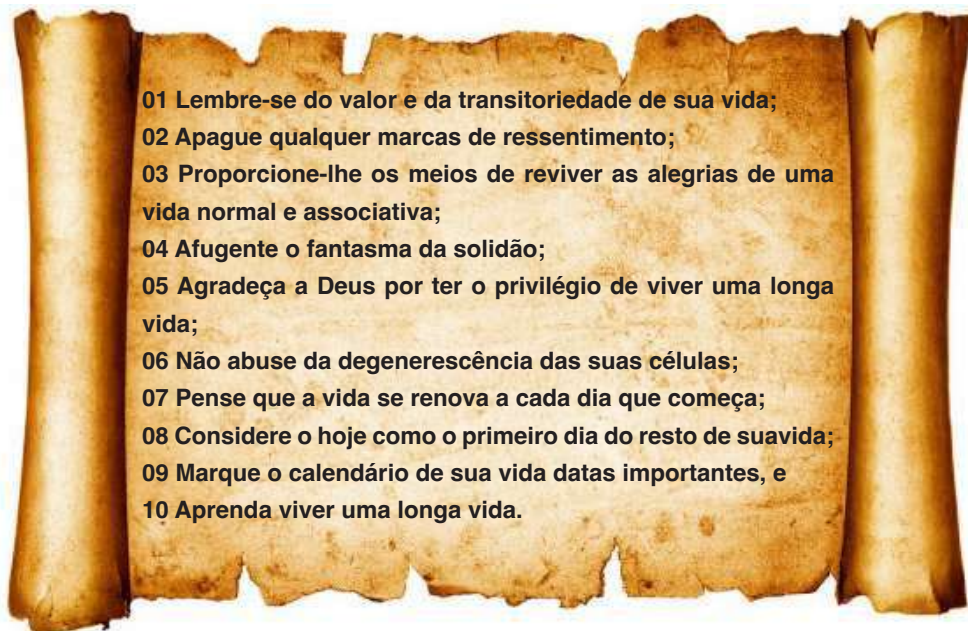 01 Lembre-se do valor e da transitoriedade de sua vida;
02 Apague qualquer marcas de ressentimento;
03 Proporcione-lhe os meios de reviver as alegrias de uma
vida normal e associativa;
04 Afugente o fantasma da solidão;
05 Agradeça a Deus por ter o privilégio de viver uma longa
vida;
06 Não abuse da degenerescência das suas células;
07 Pense que a vida se renova a cada dia que começa;
08 Considere o hoje como o primeiro dia do resto de suavida;
09 Marque o calendário de sua vida datas importantes, e
10 Aprenda viver uma longa vida.